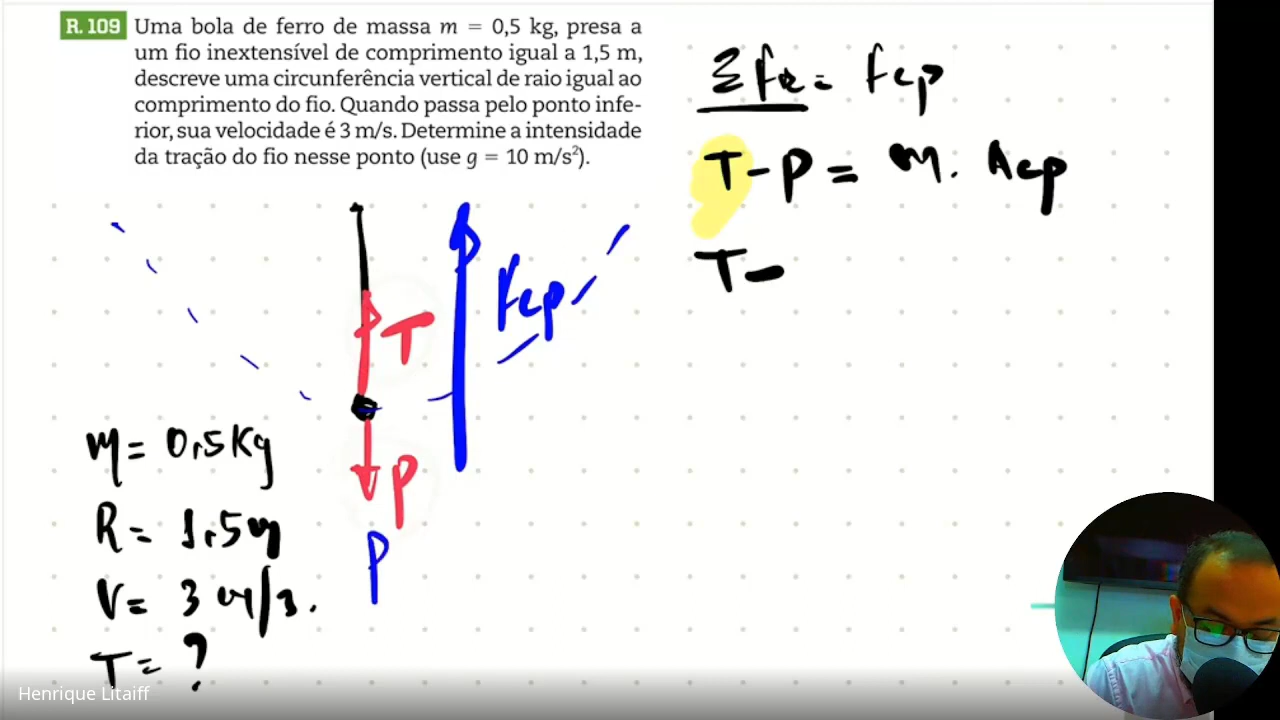 R. 109 Uma bola de ferro de massa m = 0,5 kg, presa a
um fio inextensível de comprimento igual a 1,5 m,
descreve uma circunferência vertical de raio igual ao
comprimento do fio. Quando passa pelo ponto infe-
rior, sua velocidade é 3 m/s. Determine a intensidade
da tração do fio nesse ponto (use g = 10 m/s²).
ΣFR = Fcp
T - P = m. Acp
T -
T
Fcp
P
P
m = 0,5 Kg
R = 1,5 m
V = 3 m/s.
T = ?
Henrique Litaiff